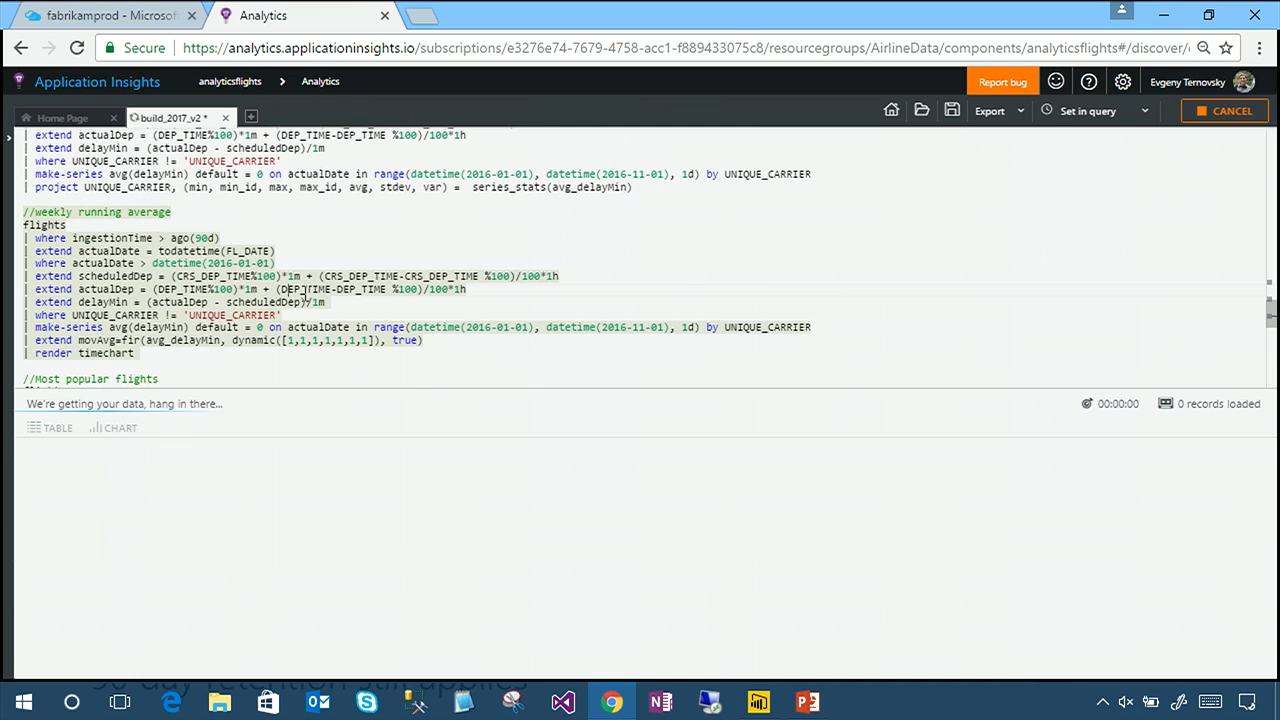 fabrikamprod - Microsoft
Analytics
Secure
https://analytics.applicationinsights.io/subscriptions/e3276e74-7679-4758-acc1-f889433075c8/resourcegroups/AirlineData/components/analyticsflights#/discover/
Application Insights
analyticsflights
Analytics
Report bug
Evgeny Ternovsky
Home Page
build_2017_v2 *
Export
Set in query
CANCEL
| extend actualDep = (DEP_TIME%100)*1m + (DEP_TIME-DEP_TIME %100)/100*1h
| extend delayMin = (actualDep - scheduledDep)/1m
| where UNIQUE_CARRIER != 'UNIQUE_CARRIER'
| make-series avg(delayMin) default = 0 on actualDate in range(datetime(2016-01-01), datetime(2016-11-01), 1d) by UNIQUE_CARRIER
| project UNIQUE_CARRIER, (min, min_id, max, max_id, avg, stdev, var) = series_stats(avg_delayMin)
//weekly running average
flights
| where ingestionTime > ago(90d)
| extend actualDate = todatetime(FL_DATE)
| where actualDate > datetime(2016-01-01)
| extend scheduledDep = (CRS_DEP_TIME%100)*1m + (CRS_DEP_TIME-CRS_DEP_TIME %100)/100*1h
| extend actualDep = (DEP_TIME%100)*1m + (DEP_TIME-DEP_TIME %100)/100*1h
| extend delayMin = (actualDep - scheduledDep)/1m
| where UNIQUE_CARRIER != 'UNIQUE_CARRIER'
| make-series avg(delayMin) default = 0 on actualDate in range(datetime(2016-01-01), datetime(2016-11-01), 1d) by UNIQUE_CARRIER
| extend movAvg=fir(avg_delayMin, dynamic([1,1,1,1,1,1,1]), true)
| render timechart
//Most popular flights
We're getting your data, hang in there...
00:00:00
0 records loaded
TABLE
CHART